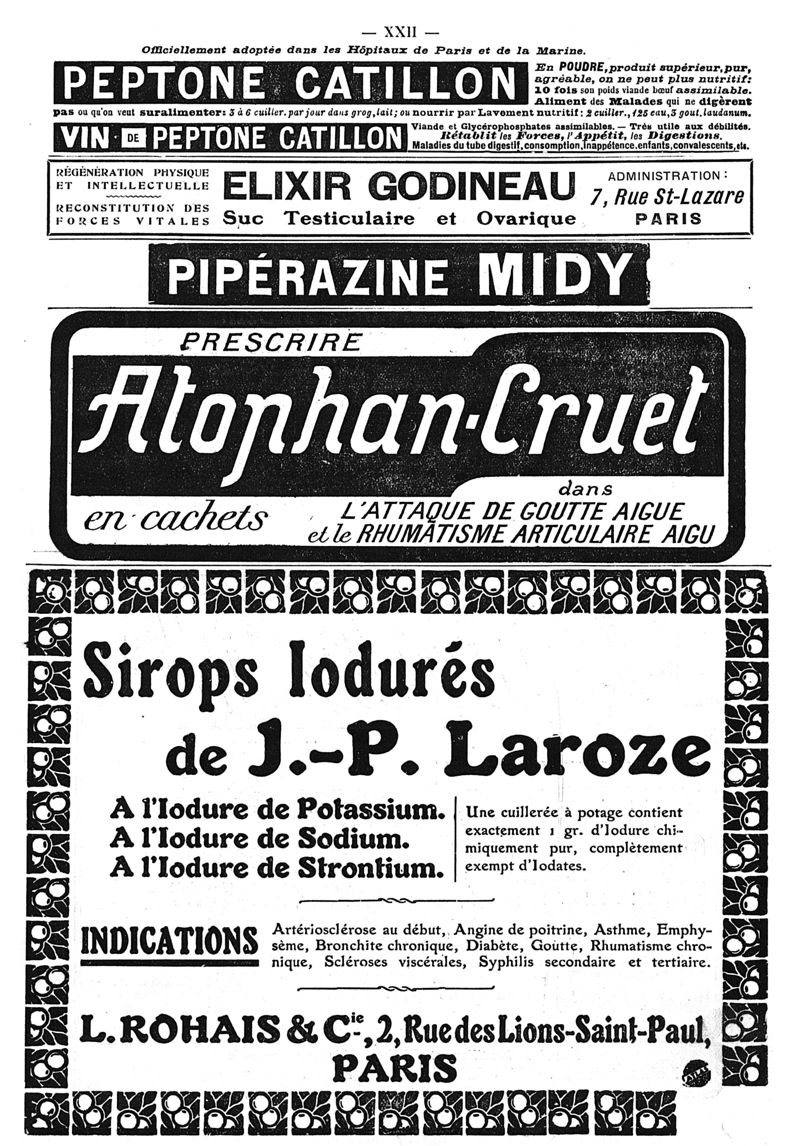 — XXII —
Officiellement adoptée dans les Hôpitaux de Paris et de la Marine.
PEPTONE CATILLON
En POUDRE, produit supérieur, pur,
agréable, on ne peut plus nutritif:
10 fois son poids viande bœuf assimilable.
Aliment des Malades qui ne digèrent
pas ou qu'on veut suralimenter: 3 à 6 cuiller. par jour dans grog, lait; ou nourrir par Lavement nutritif: 2 cuiller., 125 eau, 3 gout. laudanum.
VIN DE PEPTONE CATILLON
Viande et Glycérophosphates assimilables. — Très utile aux débilités.
Rétablit les Forces, l'Appétit, les Digestions.
Maladies du tube digestif, consomption, inappétence, enfants, convalescents, etc.
RÉGÉNÉRATION PHYSIQUE
ET INTELLECTUELLE
RECONSTITUTION DES
FORCES VITALES
ELIXIR GODINEAU
Suc Testiculaire et Ovarique
ADMINISTRATION:
7, Rue St-Lazare
PARIS
PIPÉRAZINE MIDY
PRESCRIRE
Atophan-Cruet
en cachets
dans
L'ATTAQUE DE GOUTTE AIGUE
et le RHUMATISME ARTICULAIRE AIGU
Sirops Iodurés
de J.-P. Laroze
A l'Iodure de Potassium.
A l'Iodure de Sodium.
A l'Iodure de Strontium.
Une cuillerée à potage contient
exactement 1 gr. d'Iodure chi-
miquement pur, complètement
exempt d'Iodates.
INDICATIONS
Artériosclérose au début, Angine de poitrine, Asthme, Emphy-
sème, Bronchite chronique, Diabète, Goutte, Rhumatisme chro-
nique, Scléroses viscérales, Syphilis secondaire et tertiaire.
L. ROHAIS & Cie, 2, Rue des Lions-Saint-Paul,
PARIS